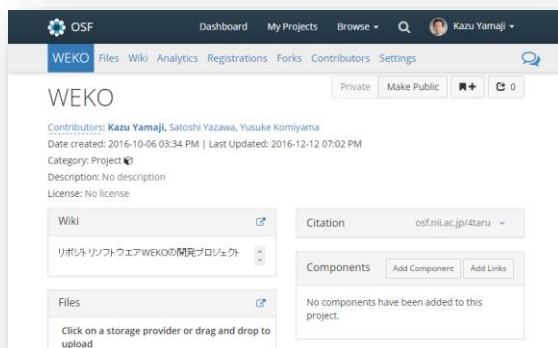 OSF
Dashboard My Projects Browse Kazu Yamaji
WEKO Files Wiki Analytics Registrations Forks Contributors Settings
WEKO
Private Make Public + 0
Contributors: Kazu Yamaji, Satoshi Yazawa, Yusuke Komiyama
Date created: 2016-10-06 03:34 PM | Last Updated: 2016-12-12 07:02 PM
Category: Project
Description: No description
License: No license
Wiki
リポジトリソフトウエアWEKOの開発プロジェクト
Files
Click on a storage provider or drag and drop to
upload
Citation osf.nii.ac.jp/4taru
Components Add Component Add Links
No components have been added to this
project.